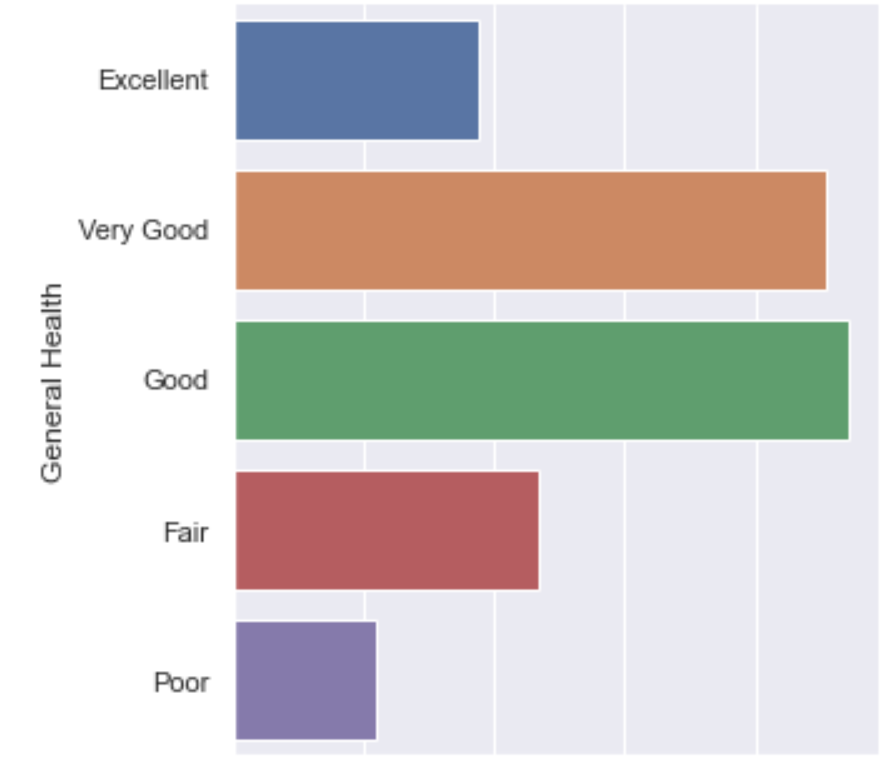 Excellent
Very Good
General Health
Good
Fair
Poor